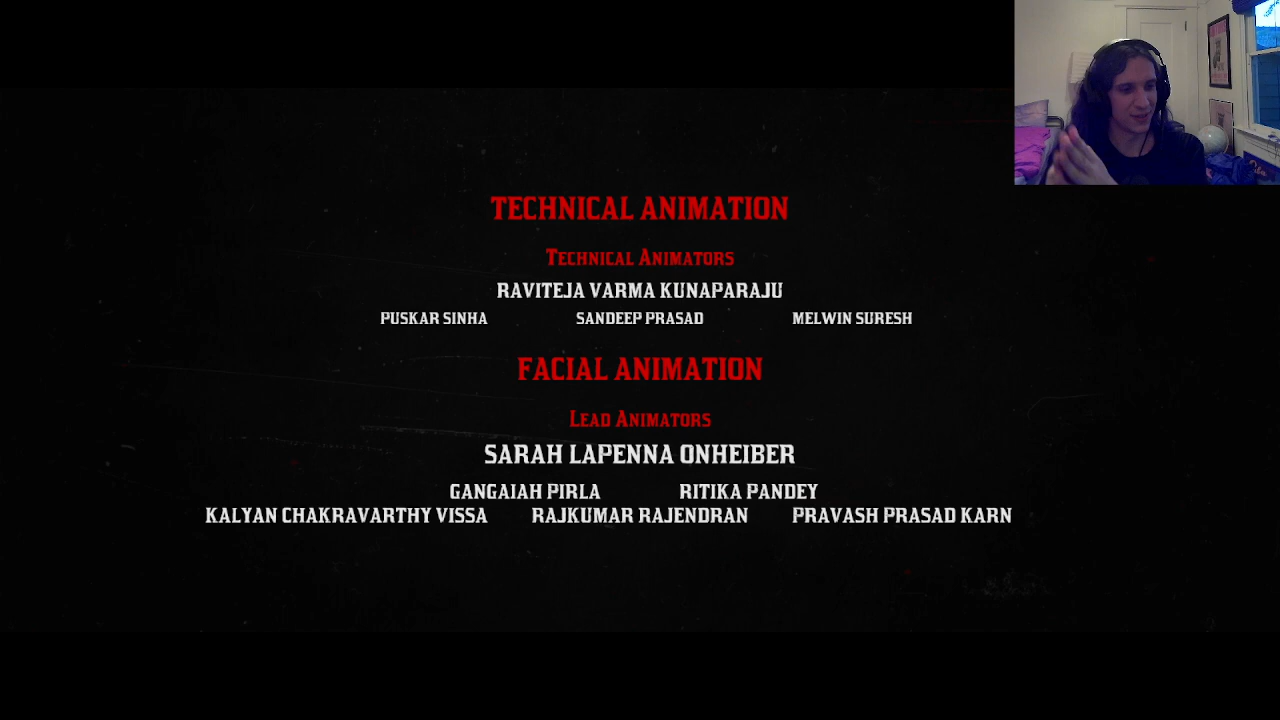 TECHNICAL ANIMATION
TECHNICAL ANIMATORS
RAVITEJA VARMA KUNAPARAJU
PUSKAR SINHA SANDEEP PRASAD MELWIN SURESH
FACIAL ANIMATION
LEAD ANIMATORS
SARAH LAPENNA ONHEIBER
GANGAIAH PIRLA RITIKA PANDEY
KALYAN CHAKRAVARTHY VISSA RAJKUMAR RAJENDRAN PRAVASH PRASAD KARN